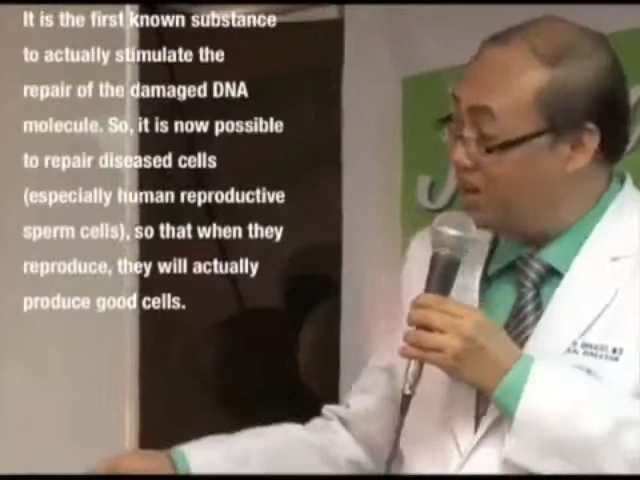 It is the first known substance
to actually stimulate the
repair of the damaged DNA
molecule. So, it is now possible
to repair diseased cells
(especially human reproductive
sperm cells), so that when they
reproduce, they will actually
produce good cells.